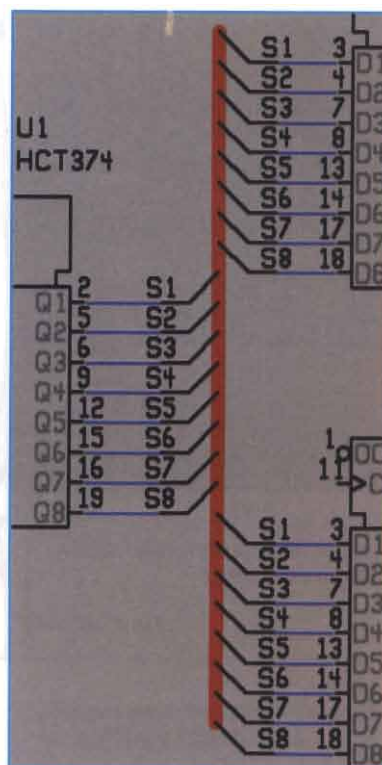 S1 3 D1
S2 4 D2
S3 7 D3
S4 8 D4
S5 13 D5
S6 14 D6
S7 17 D7
S8 18 D8
U1
HCT374
Q1 2 S1
Q2 5 S2
Q3 6 S3
Q4 9 S4
Q5 12 S5
Q6 15 S6
Q7 16 S7
Q8 19 S8
1 OC
11 C
S1 3 D1
S2 4 D2
S3 7 D3
S4 8 D4
S5 13 D5
S6 14 D6
S7 17 D7
S8 18 D8